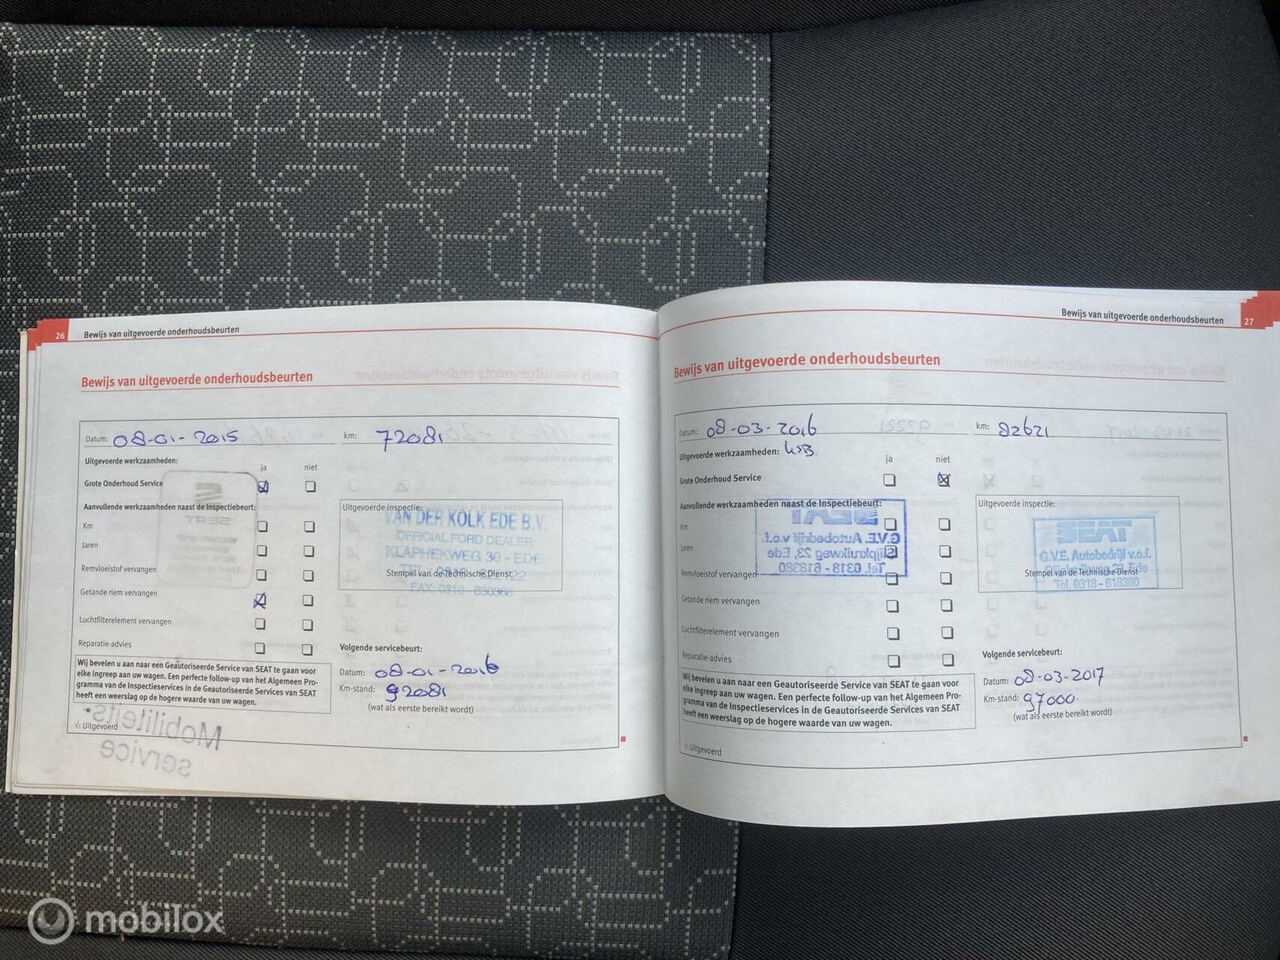 26 Bewijs van uitgevoerde onderhoudsbeurten
Bewijs van uitgevoerde onderhoudsbeurten
Datum: 08-01-2015 km: 72081
Uitgevoerde werkzaamheden:
ja niet
Grote Onderhoud Service
Aanvullende werkzaamheden naast de Inspectiebeurt:
Uitgevoerde inspectie:
Km
Jaren
Remvloeistof vervangen
Getande riem vervangen
Luchtfilterelement vervangen
Reparatie-advies
VAN DER KOLK EDE B.V.
OFFICIAL FORD DEALER
KLAPHEKWEG 30 - EDE
Stempel van de Technische Dienst
Wij bevelen u aan naar een Geautoriseerde Service van SEAT te gaan voor
elke ingreep aan uw wagen. Een perfecte follow-up van het Algemeen Pro-
gramma van de Inspectieservices in de Geautoriseerde Services van SEAT
heeft een weerslag op de hogere waarde van uw wagen.
Volgende servicebeurt:
Datum: 08-01-2016
Km-stand: 92081
(wat als eerste bereikt wordt)
√: Uitgevoerd
Mobiliteits-
service
Bewijs van uitgevoerde onderhoudsbeurten 27
Bewijs van uitgevoerde onderhoudsbeurten
Datum: 08-03-2016 km: 82621
Uitgevoerde werkzaamheden:
ja niet
Grote Onderhoud Service
Aanvullende werkzaamheden naast de Inspectiebeurt:
Uitgevoerde inspectie:
Km
Jaren
Remvloeistof vervangen
Getande riem vervangen
Luchtfilterelement vervangen
Reparatie-advies
SEAT
G.V.E. Autobedrijf v.o.f.
Slijpkruikweg 23, Ede
Tel. 0318 - 618380
SEAT
G.V.E. Autobedrijf v.o.f.
Stempel van de Technische Dienst
Tel. 0318 - 618380
Wij bevelen u aan naar een Geautoriseerde Service van SEAT te gaan voor
elke ingreep aan uw wagen. Een perfecte follow-up van het Algemeen Pro-
gramma van de Inspectieservices in de Geautoriseerde Services van SEAT
heeft een weerslag op de hogere waarde van uw wagen.
Volgende servicebeurt:
Datum: 08-03-2017
Km-stand: 97000
(wat als eerste bereikt wordt)
√: Uitgevoerd
mobilox